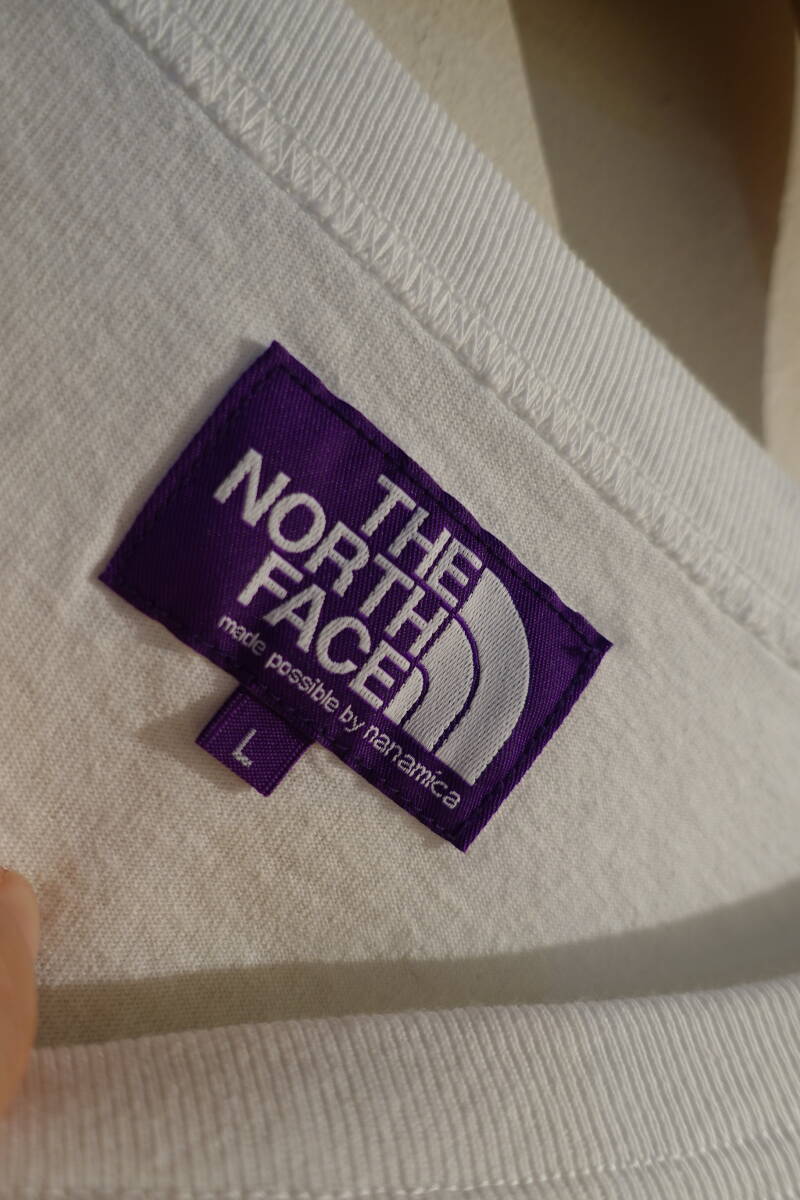 THE
NORTH
FACE
made possible by nanamica
L